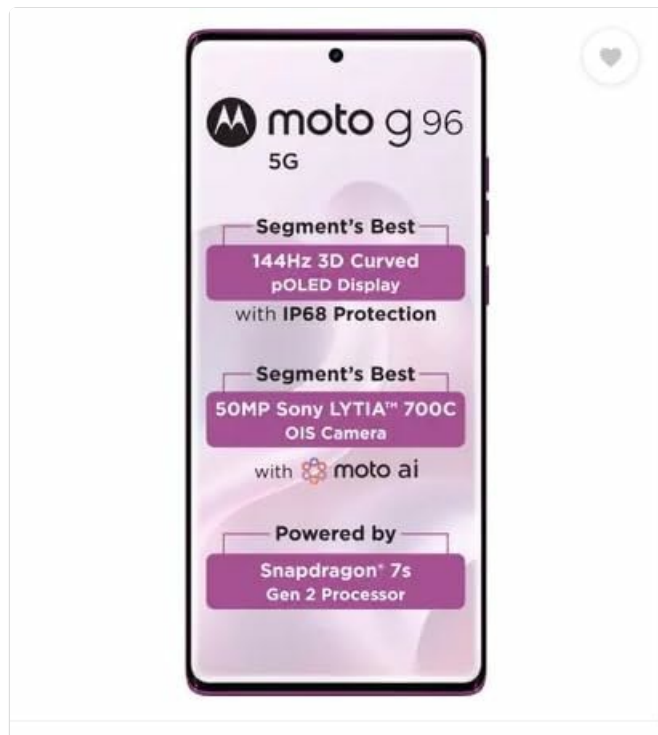 moto g 96
5G
Segment's Best
144Hz 3D Curved
pOLED Display
with IP68 Protection
Segment's Best
50MP Sony LYTIA™ 700C
OIS Camera
with moto ai
Powered by
Snapdragon® 7s
Gen 2 Processor